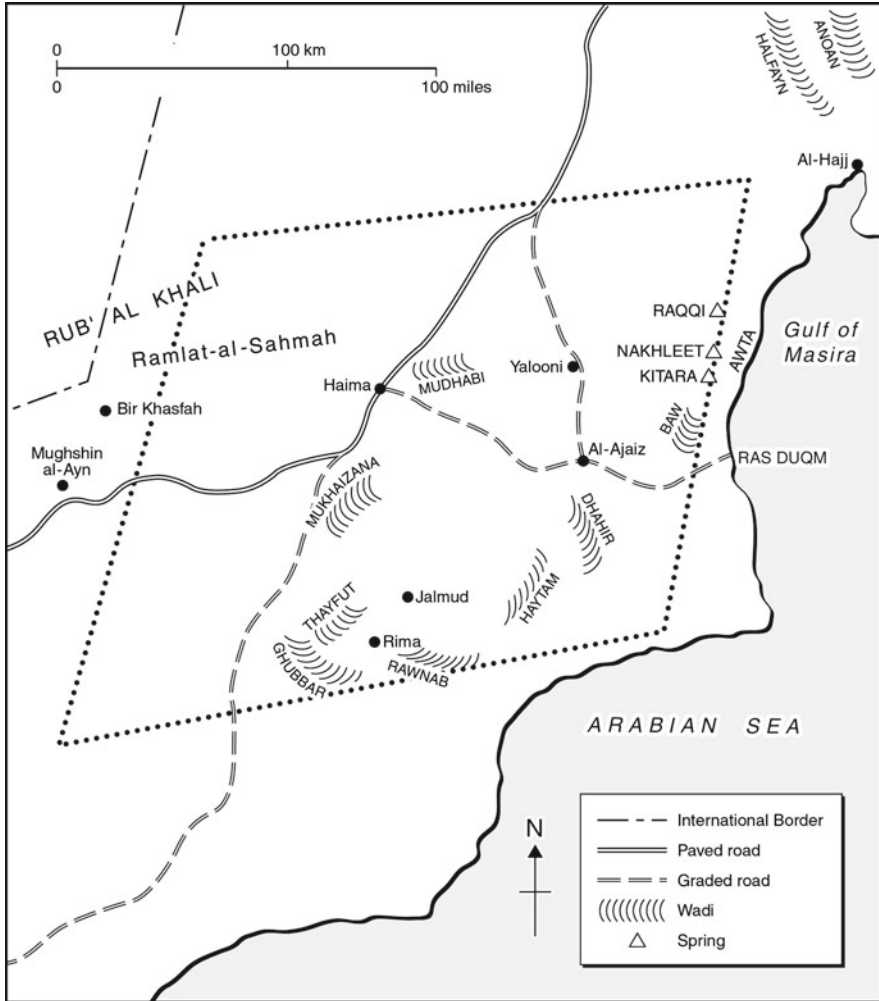 0 100 km
0 100 miles
HALFAYN
ANOAN
Al-Hajj
RUB' AL KHALI
Ramlat-al-Sahmah
RAQQI
NAKHLEET
KITARA
AWTA
Gulf of
Masira
Haima
MUDHABI
Yalooni
Bir Khasfah
Mughshin
al-Ayn
BAW
Al-Ajaiz
RAS DUQM
MUKHAIZANA
DHAHIR
HAYTAM
Jalmud
THAYFUT
Rima
GHUBBAR
RAWNAB
ARABIAN SEA
N
International Border
Paved road
Graded road
Wadi
Spring